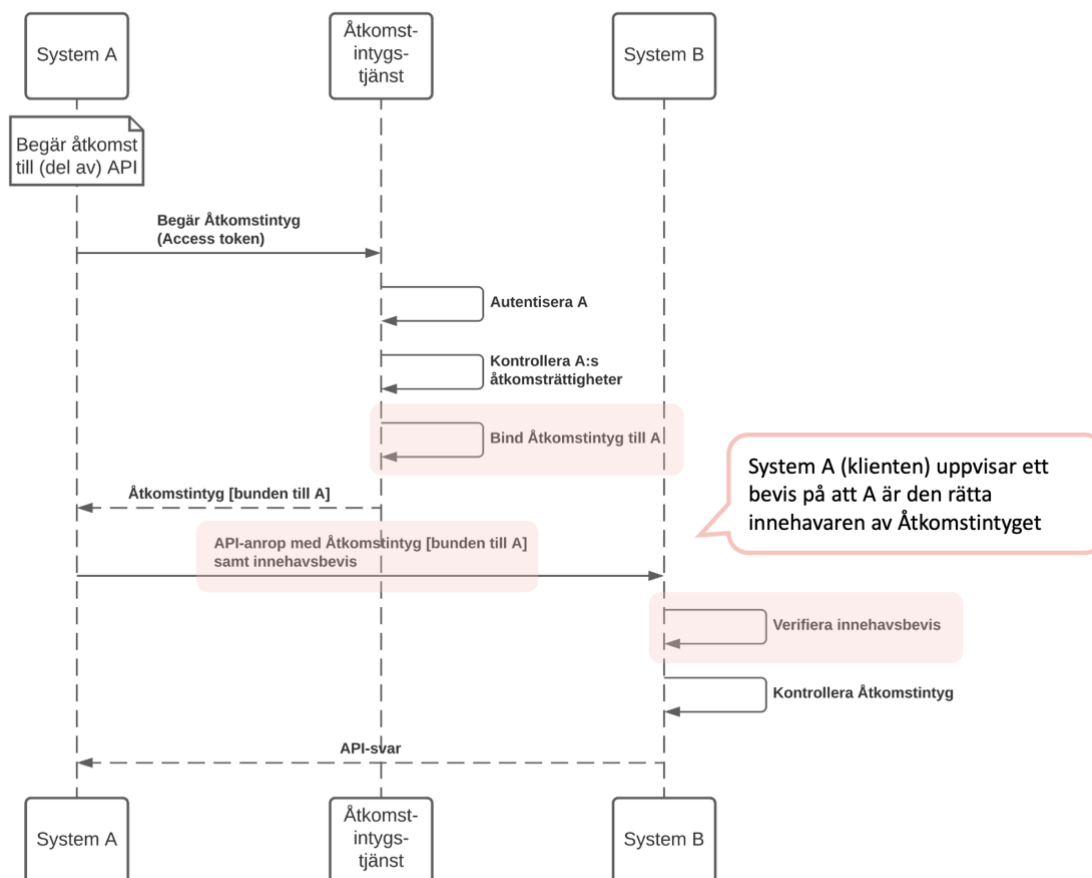 System A
Åtkomst-
intygs-
tjänst
System B
Begär åtkomst
till (del av) API
Begär Åtkomstintyg
(Access token)
Autentisera A
Kontrollera A:s
åtkomsträttigheter
Bind Åtkomstintyg till A
System A (klienten) uppvisar ett
bevis på att A är den rätta
innehavaren av Åtkomstintyget
Åtkomstintyg [bunden till A]
API-anrop med Åtkomstintyg [bunden till A]
samt innehavsbevis
Verifiera innehavsbevis
Kontrollera Åtkomstintyg
API-svar
System A
Åtkomst-
intygs-
tjänst
System B